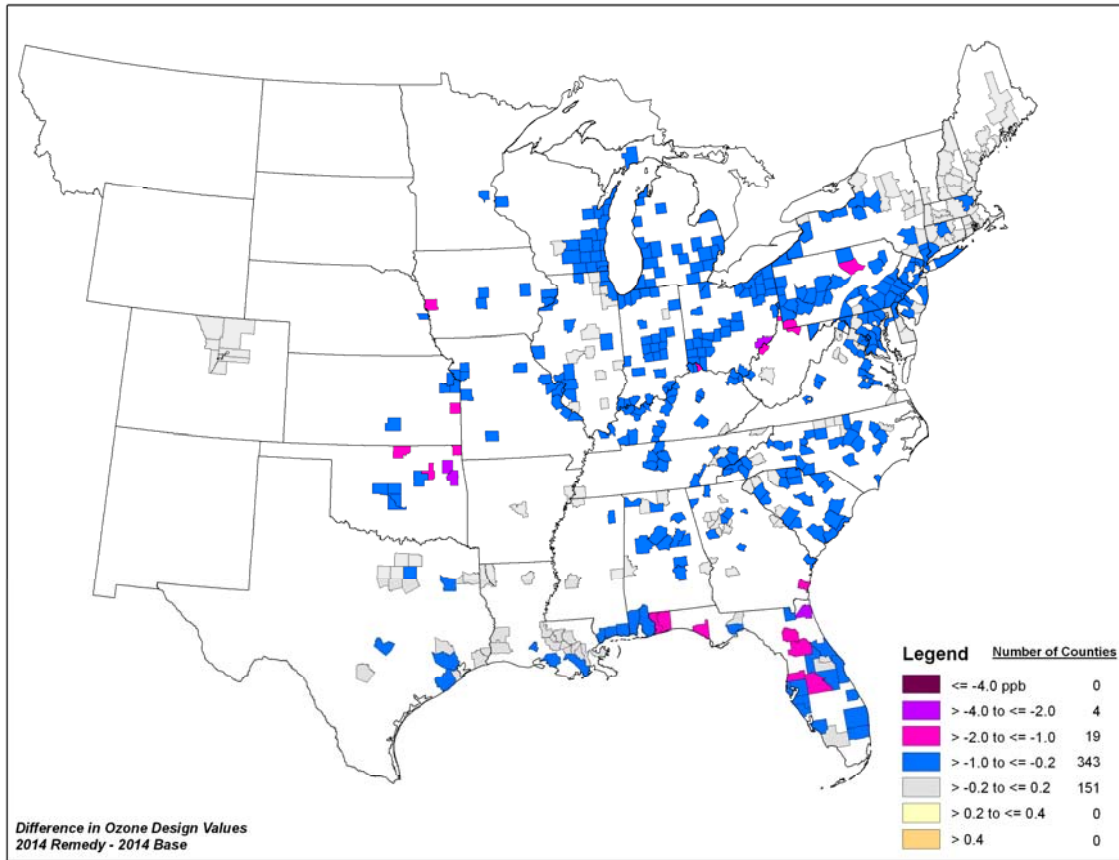 Legend Number of Counties
<= -4.0 ppb 0
> -4.0 to <= -2.0 4
> -2.0 to <= -1.0 19
> -1.0 to <= -0.2 343
> -0.2 to <= 0.2 151
> 0.2 to <= 0.4 0
> 0.4 0
Difference in Ozone Design Values
2014 Remedy - 2014 Base